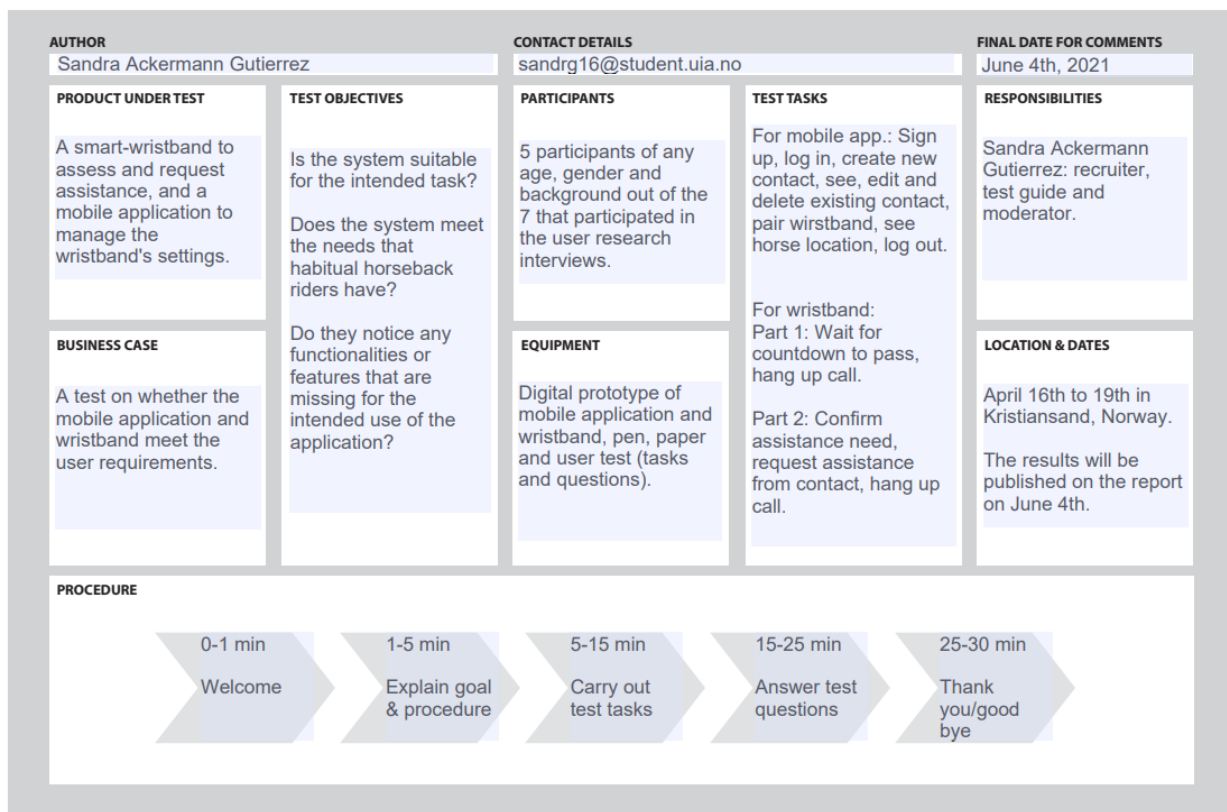 AUTHOR
Sandra Ackermann Gutierrez
CONTACT DETAILS
sandrg16@student.uia.no
FINAL DATE FOR COMMENTS
June 4th, 2021
PRODUCT UNDER TEST
A smart-wristband to
assess and request
assistance, and a
mobile application to
manage the
wristband's settings.
BUSINESS CASE
A test on whether the
mobile application and
wristband meet the
user requirements.
TEST OBJECTIVES
Is the system suitable
for the intended task?
Does the system meet
the needs that
habitual horseback
riders have?
Do they notice any
functionalities or
features that are
missing for the
intended use of the
application?
PARTICIPANTS
5 participants of any
age, gender and
background out of the
7 that participated in
the user research
interviews.
EQUIPMENT
Digital prototype of
mobile application and
wristband, pen, paper
and user test (tasks
and questions).
TEST TASKS
For mobile app.: Sign
up, log in, create new
contact, see, edit and
delete existing contact,
pair wirstband, see
horse location, log out.
For wristband:
Part 1: Wait for
countdown to pass,
hang up call.
Part 2: Confirm
assistance need,
request assistance
from contact, hang up
call.
RESPONSIBILITIES
Sandra Ackermann
Gutierrez: recruiter,
test guide and
moderator.
LOCATION & DATES
April 16th to 19th in
Kristiansand, Norway.
The results will be
published on the report
on June 4th.
PROCEDURE
0-1 min
Welcome
1-5 min
Explain goal
& procedure
5-15 min
Carry out
test tasks
15-25 min
Answer test
questions
25-30 min
Thank
you/good
bye